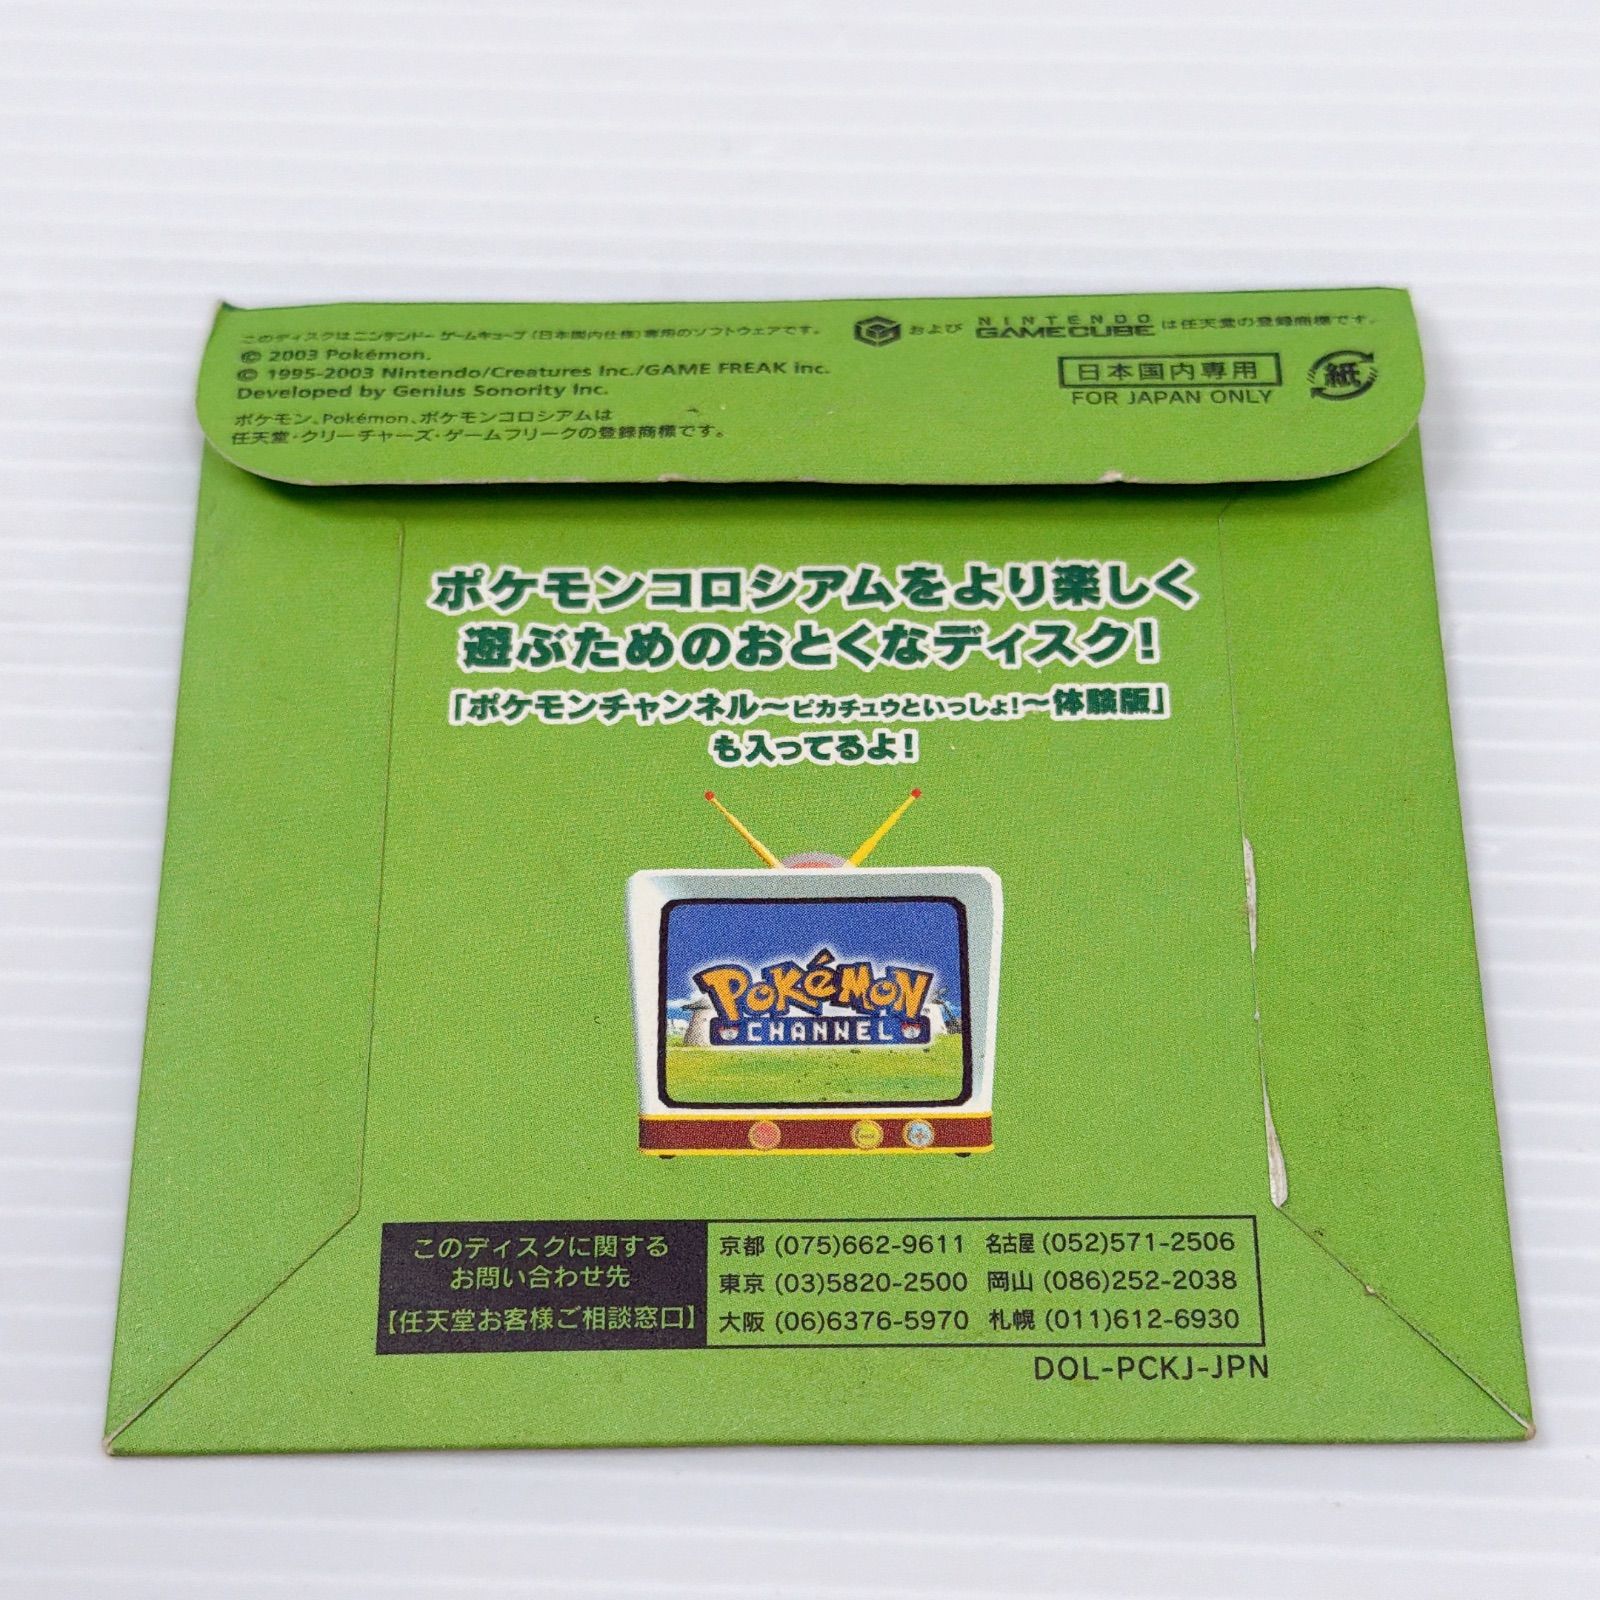 このディスクはニンテンドーゲームキューブ(日本国内仕様)専用のソフトウェアです。
および NINTENDO GAMECUBE は任天堂の登録商標です。
© 2003 Pokémon.
© 1995-2003 Nintendo/Creatures Inc./GAME FREAK inc.
Developed by Genius Sonority Inc.
ポケモン、Pokémon、ポケモンコロシアムは
任天堂・クリーチャーズ・ゲームフリークの登録商標です。
日本国内専用
FOR JAPAN ONLY
紙
ポケモンコロシアムをより楽しく
遊ぶためのおとくなディスク!
「ポケモンチャンネル〜ピカチュウといっしょ!〜体験版」
も入ってるよ!
POKéMON
CHANNEL
このディスクに関する
お問い合わせ先
【任天堂お客様ご相談窓口】
京都 (075)662-9611 名古屋 (052)571-2506
東京 (03)5820-2500 岡山 (086)252-2038
大阪 (06)6376-5970 札幌 (011)612-6930
DOL-PCKJ-JPN